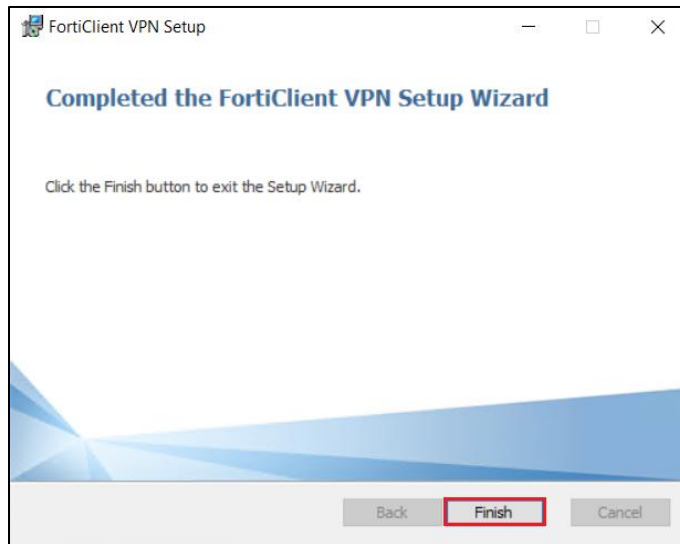 FortiClient VPN Setup
Completed the FortiClient VPN Setup Wizard
Click the Finish button to exit the Setup Wizard.
Back Finish Cancel